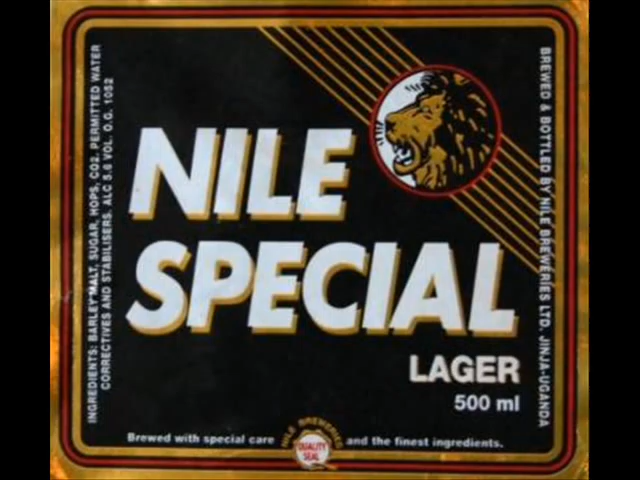 NILE
SPECIAL
LAGER
500 ml
INGREDIENTS: BARLEY MALT, SUGAR, HOPS, CO2, PERMITTED WATER
CORRECTIVES AND STABILISERS. ALC 5.6 VOL. O.G. 1052
BREWED & BOTTLED BY NILE BREWERIES LTD. JINJA-UGANDA
Brewed with special care
NILE BREWERIES
QUALITY
SEAL
and the finest ingredients.